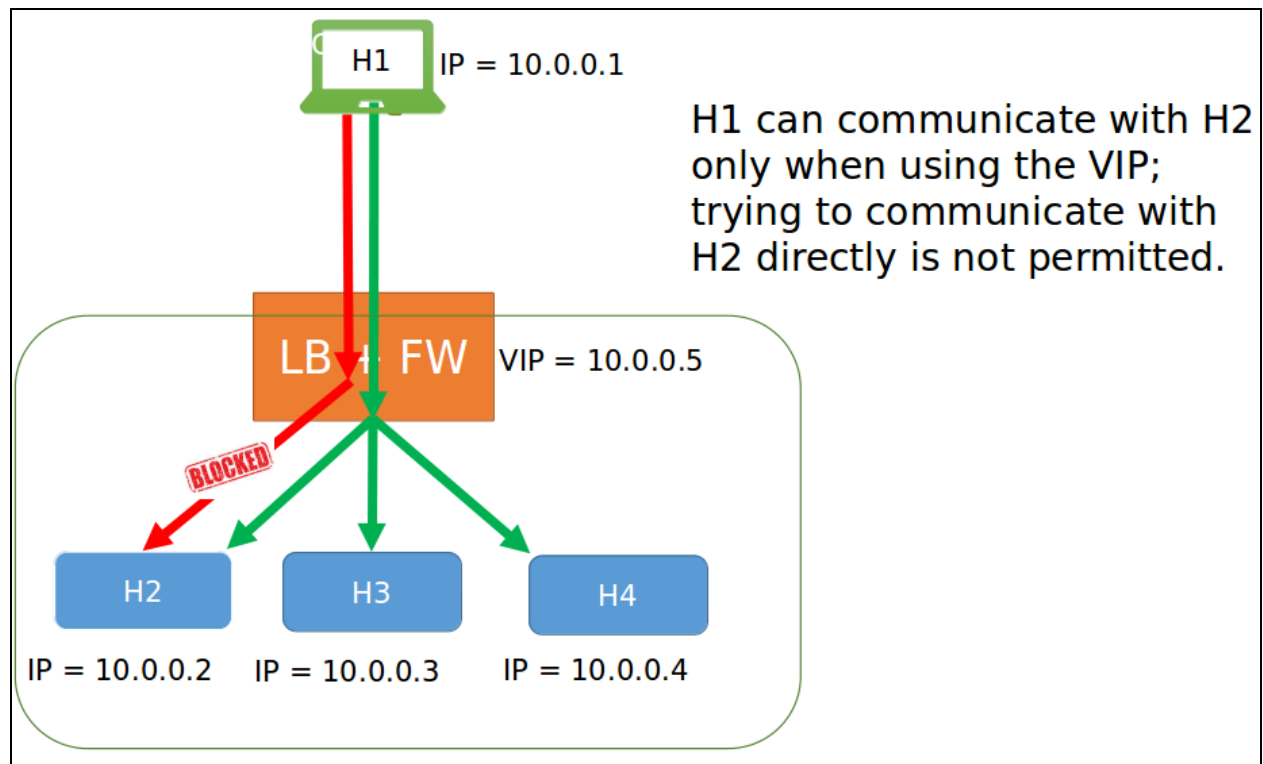 H1
IP = 10.0.0.1
H1 can communicate with H2
only when using the VIP;
trying to communicate with
H2 directly is not permitted.
LB + FW
VIP = 10.0.0.5
BLOCKED
H2
H3
H4
IP = 10.0.0.2
IP = 10.0.0.3
IP = 10.0.0.4